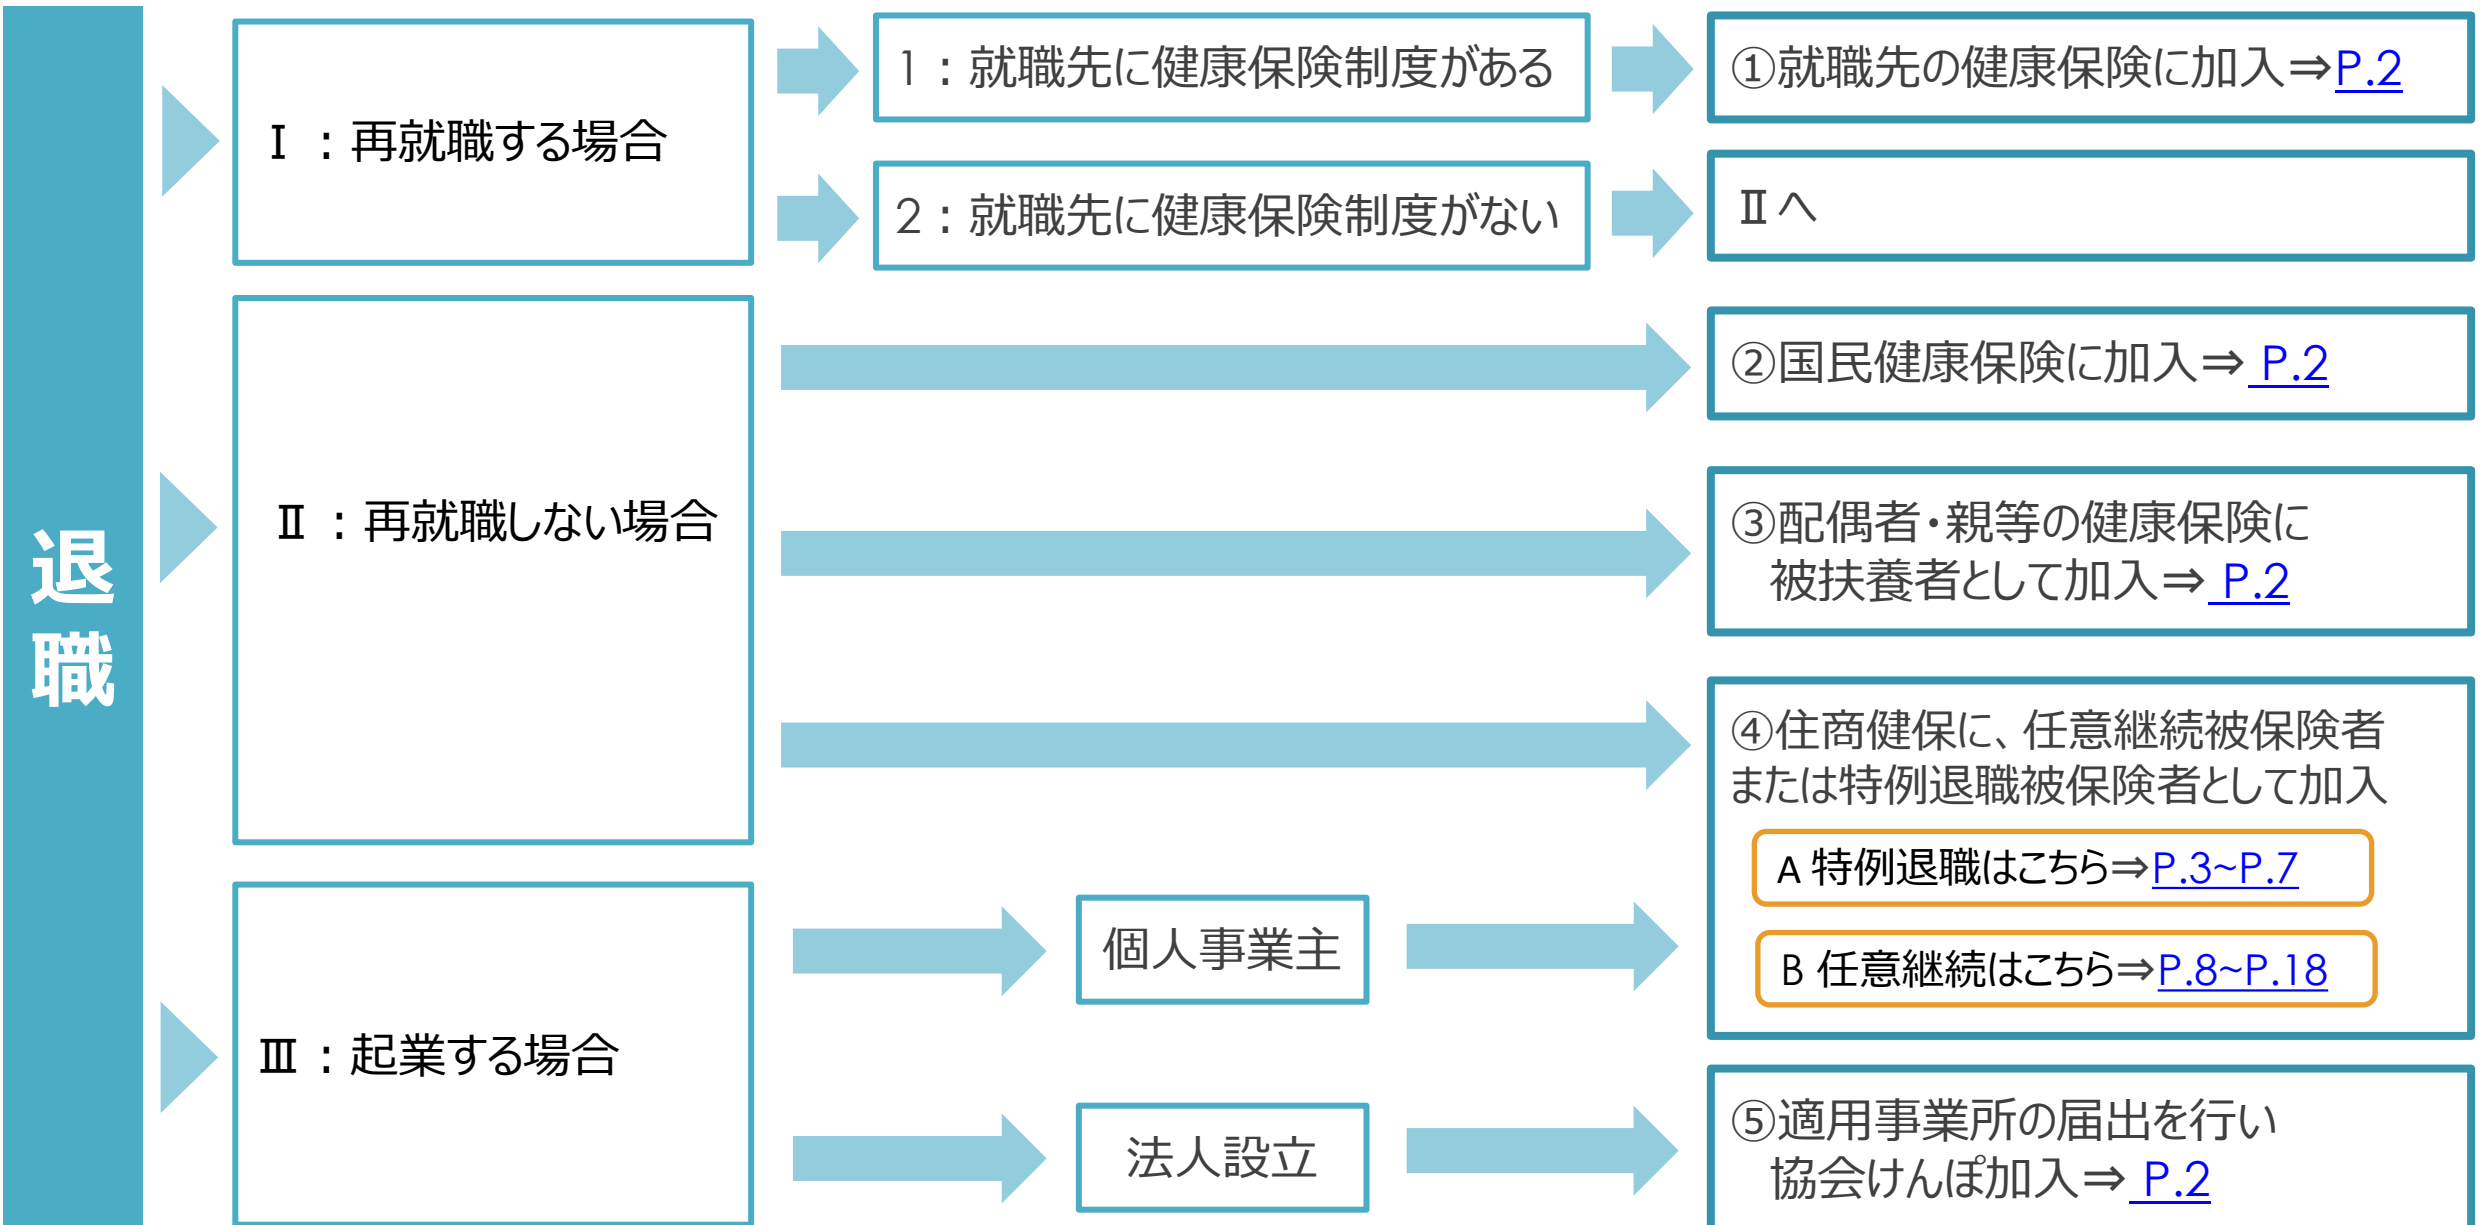 退職
Ⅰ：再就職する場合
1：就職先に健康保険制度がある
①就職先の健康保険に加入⇒P.2
2：就職先に健康保険制度がない
Ⅱへ
Ⅱ：再就職しない場合
②国民健康保険に加入⇒ P.2
③配偶者・親等の健康保険に
被扶養者として加入⇒ P.2
④住商健保に、任意継続被保険者
または特例退職被保険者として加入
A 特例退職はこちら⇒P.3~P.7
B 任意継続はこちら⇒P.8~P.18
Ⅲ：起業する場合
個人事業主
法人設立
⑤適用事業所の届出を行い
協会けんぽ加入⇒ P.2